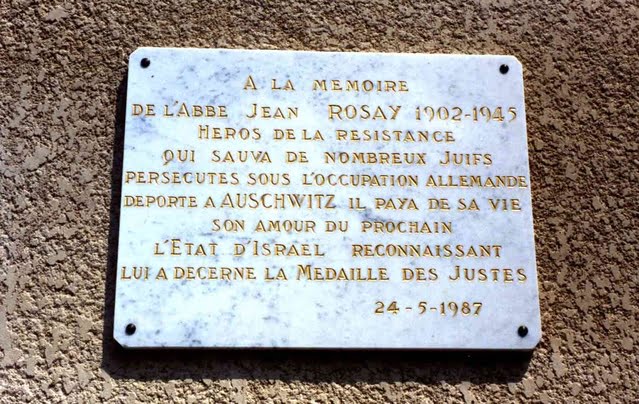 A LA MEMOIRE
DE L'ABBE JEAN ROSAY 1902-1945
HEROS DE LA RESISTANCE
QUI SAUVA DE NOMBREUX JUIFS
PERSECUTES SOUS L'OCCUPATION ALLEMANDE
DEPORTE A AUSCHWITZ IL PAYA DE SA VIE
SON AMOUR DU PROCHAIN
L'ETAT D'ISRAËL RECONNAISSANT
LUI A DECERNE LA MEDAILLE DES JUSTES
24-5-1987